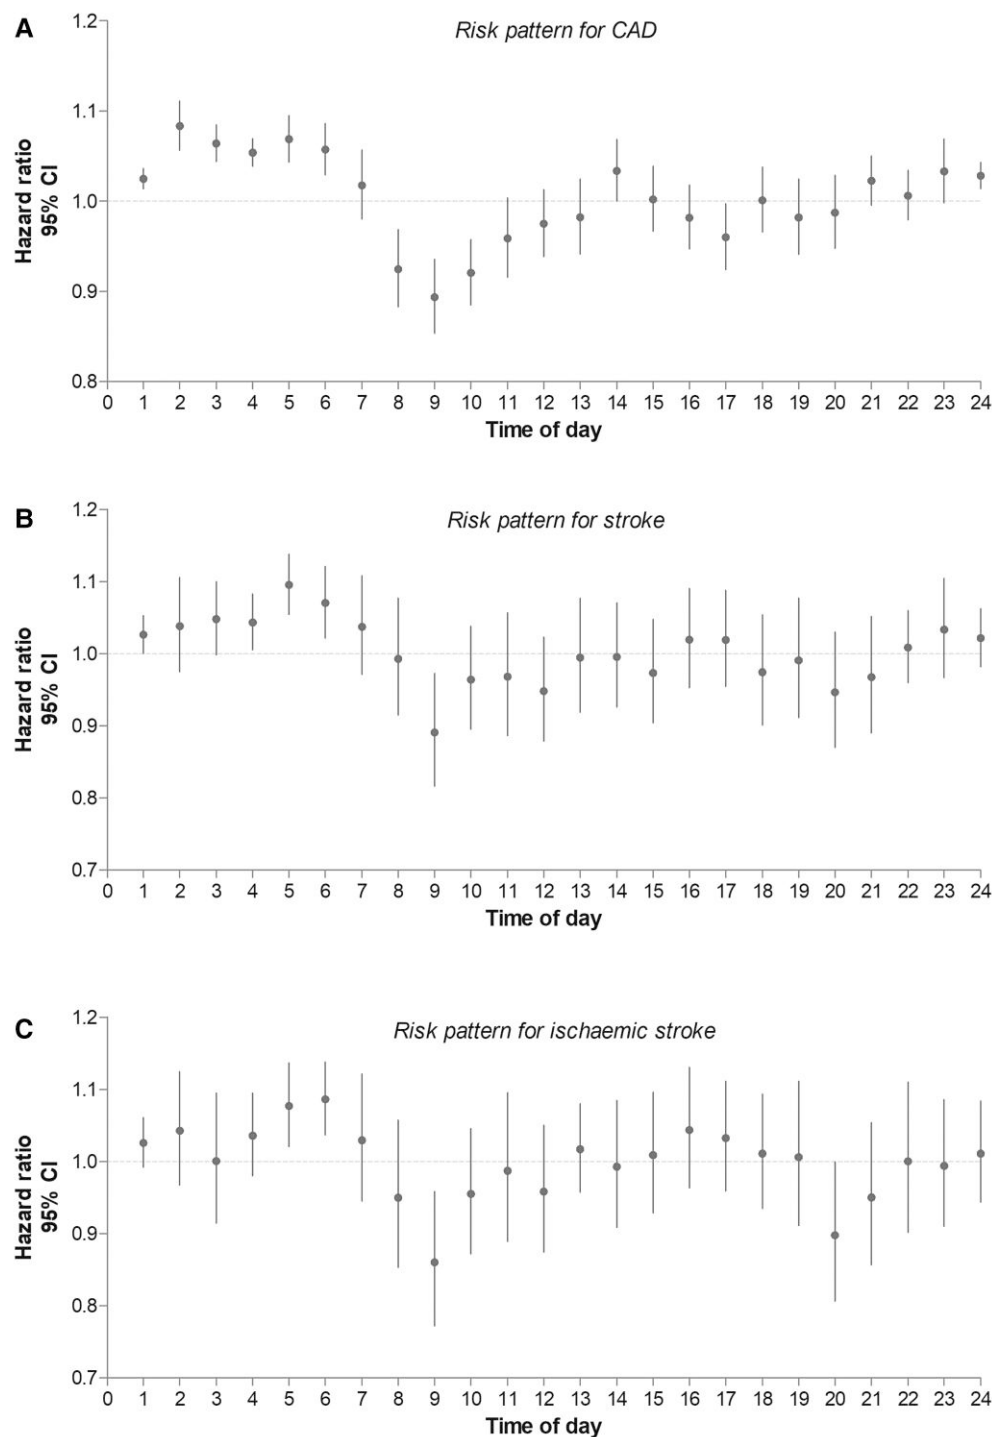 A
Risk pattern for CAD
Hazard ratio
95% CI
1.2
1.1
1.0
0.9
0.8
0 1 2 3 4 5 6 7 8 9 10 11 12 13 14 15 16 17 18 19 20 21 22 23 24
Time of day
B
Risk pattern for stroke
Hazard ratio
95% CI
1.2
1.1
1.0
0.9
0.8
0.7
0 1 2 3 4 5 6 7 8 9 10 11 12 13 14 15 16 17 18 19 20 21 22 23 24
Time of day
C
Risk pattern for ischaemic stroke
Hazard ratio
95% CI
1.2
1.1
1.0
0.9
0.8
0.7
0 1 2 3 4 5 6 7 8 9 10 11 12 13 14 15 16 17 18 19 20 21 22 23 24
Time of day